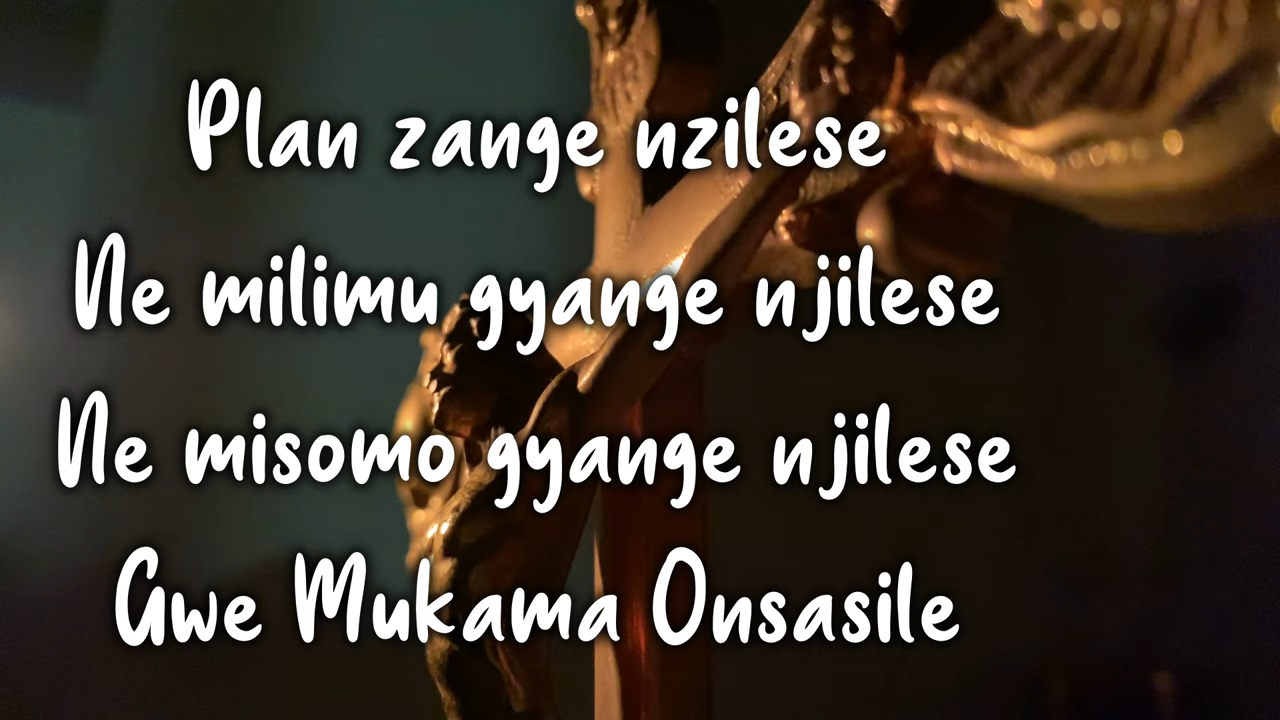 Plan zange nzilese
Ne milimu gyange njilese
Ne misomo gyange njilese
Gwe Mukama Onsasile